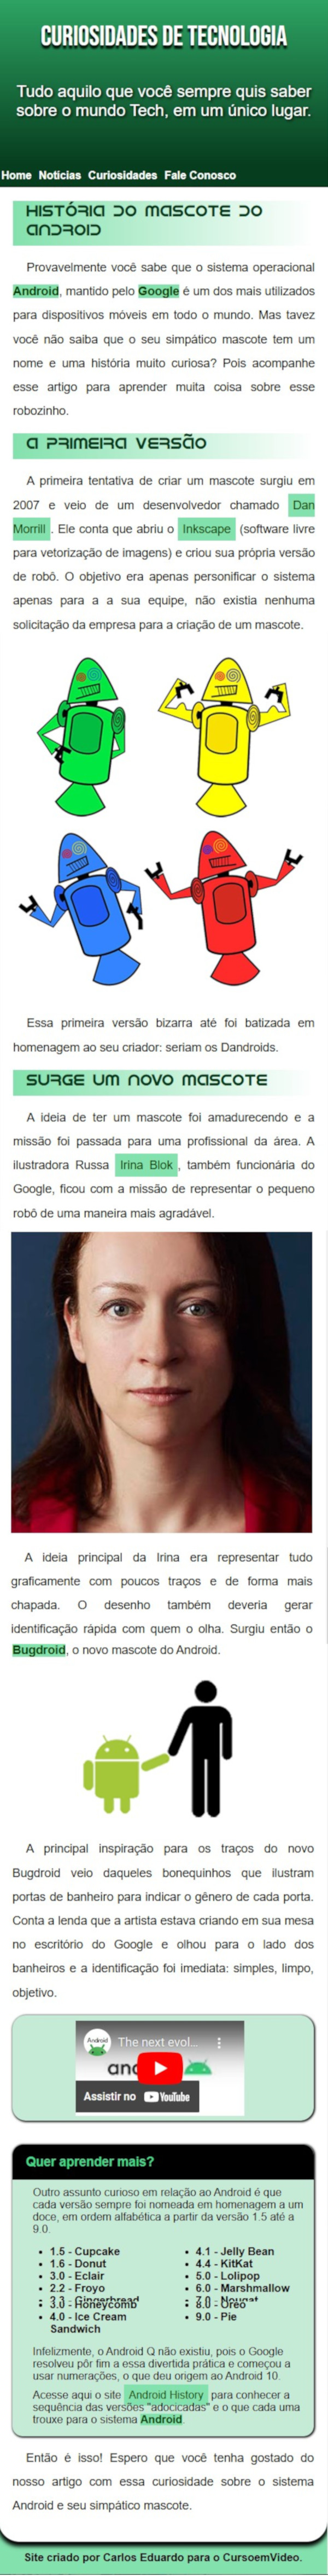 CURIOSIDADES DE TECNOLOGIA
Tudo aquilo que você sempre quis saber
sobre o mundo Tech, em um único lugar.
Home Notícias Curiosidades Fale Conosco
HISTÓRIA DO MASCOTE DO
ANDROID
Provavelmente você sabe que o sistema operacional
Android, mantido pelo Google é um dos mais utilizados
para dispositivos móveis em todo o mundo. Mas tavez
você não saiba que o seu simpático mascote tem um
nome e uma história muito curiosa? Pois acompanhe
esse artigo para aprender muita coisa sobre esse
robozinho.
A PRIMEIRA VERSÃO
A primeira tentativa de criar um mascote surgiu em
2007 e veio de um desenvolvedor chamado Dan
Morrill . Ele conta que abriu o Inkscape (software livre
para vetorização de imagens) e criou sua própria versão
de robô. O objetivo era apenas personificar o sistema
apenas para a a sua equipe, não existia nenhuma
solicitação da empresa para a criação de um mascote.
Essa primeira versão bizarra até foi batizada em
homenagem ao seu criador: seriam os Dandroids.
SURGE UM NOVO MASCOTE
A ideia de ter um mascote foi amadurecendo e a
missão foi passada para uma profissional da área. A
ilustradora Russa Irina Blok , também funcionária do
Google, ficou com a missão de representar o pequeno
robô de uma maneira mais agradável.
A ideia principal da Irina era representar tudo
graficamente com poucos traços e de forma mais
chapada. O desenho também deveria gerar
identificação rápida com quem o olha. Surgiu então o
Bugdroid, o novo mascote do Android.
A principal inspiração para os traços do novo
Bugdroid veio daqueles bonequinhos que ilustram
portas de banheiro para indicar o gênero de cada porta.
Conta a lenda que a artista estava criando em sua mesa
no escritório do Google e olhou para o lado dos
banheiros e a identificação foi imediata: simples, limpo,
objetivo.
Android
The next evol...
and
Assistir no YouTube
Quer aprender mais?
Outro assunto curioso em relação ao Android é que
cada versão sempre foi nomeada em homenagem a um
doce, em ordem alfabética a partir da versão 1.5 até a
9.0.
• 1.5 - Cupcake
• 1.6 - Donut
• 3.0 - Eclair
• 2.2 - Froyo
• 2.3 - Gingerbread
• 3.0 - Honeycomb
• 4.0 - Ice Cream
Sandwich
• 4.1 - Jelly Bean
• 4.4 - KitKat
• 5.0 - Lolipop
• 6.0 - Marshmallow
• 7.0 - Nougat
• 8.0 - Oreo
• 9.0 - Pie
Infelizmente, o Android Q não existiu, pois o Google
resolveu pôr fim a essa divertida prática e começou a
usar numerações, o que deu origem ao Android 10.
Acesse aqui o site Android History para conhecer a
sequência das versões "adocicadas" e o que cada uma
trouxe para o sistema Android.
Então é isso! Espero que você tenha gostado do
nosso artigo com essa curiosidade sobre o sistema
Android e seu simpático mascote.
Site criado por Carlos Eduardo para o CursoemVideo.